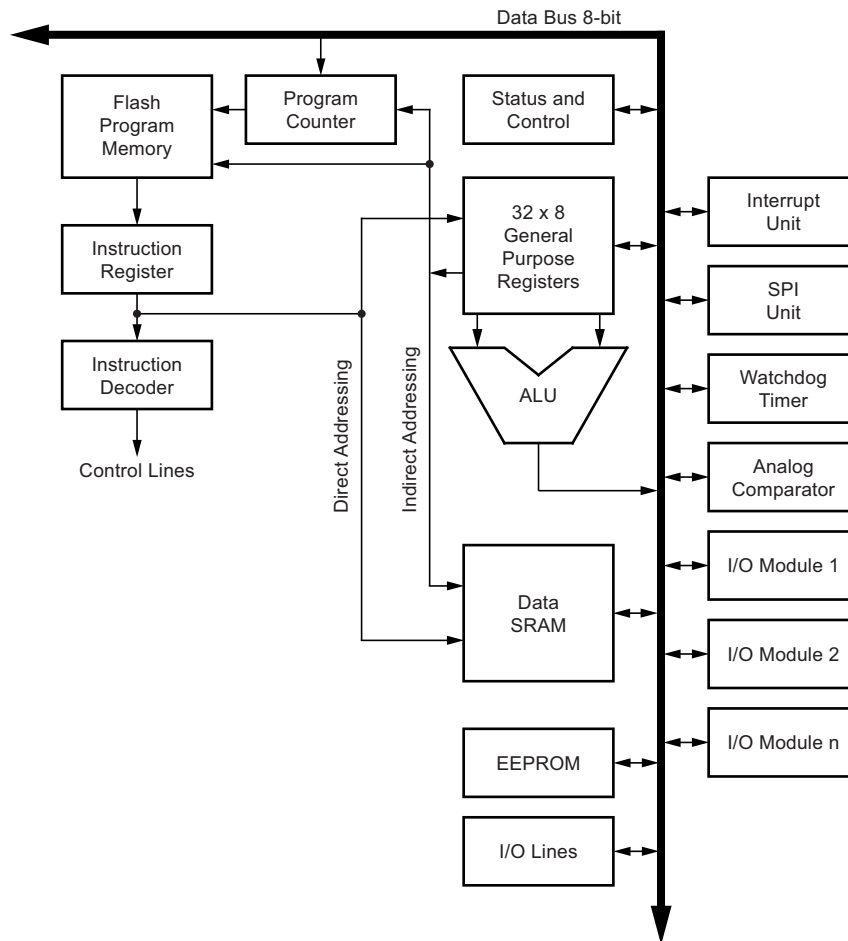 Data Bus 8-bit
Flash
Program
Memory
Program
Counter
Status and
Control
32 x 8
General
Purpose
Registers
Interrupt
Unit
Instruction
Register
SPI
Unit
Instruction
Decoder
Direct Addressing
Indirect Addressing
ALU
Watchdog
Timer
Control Lines
Analog
Comparator
Data
SRAM
I/O Module 1
I/O Module 2
I/O Module n
EEPROM
I/O Lines